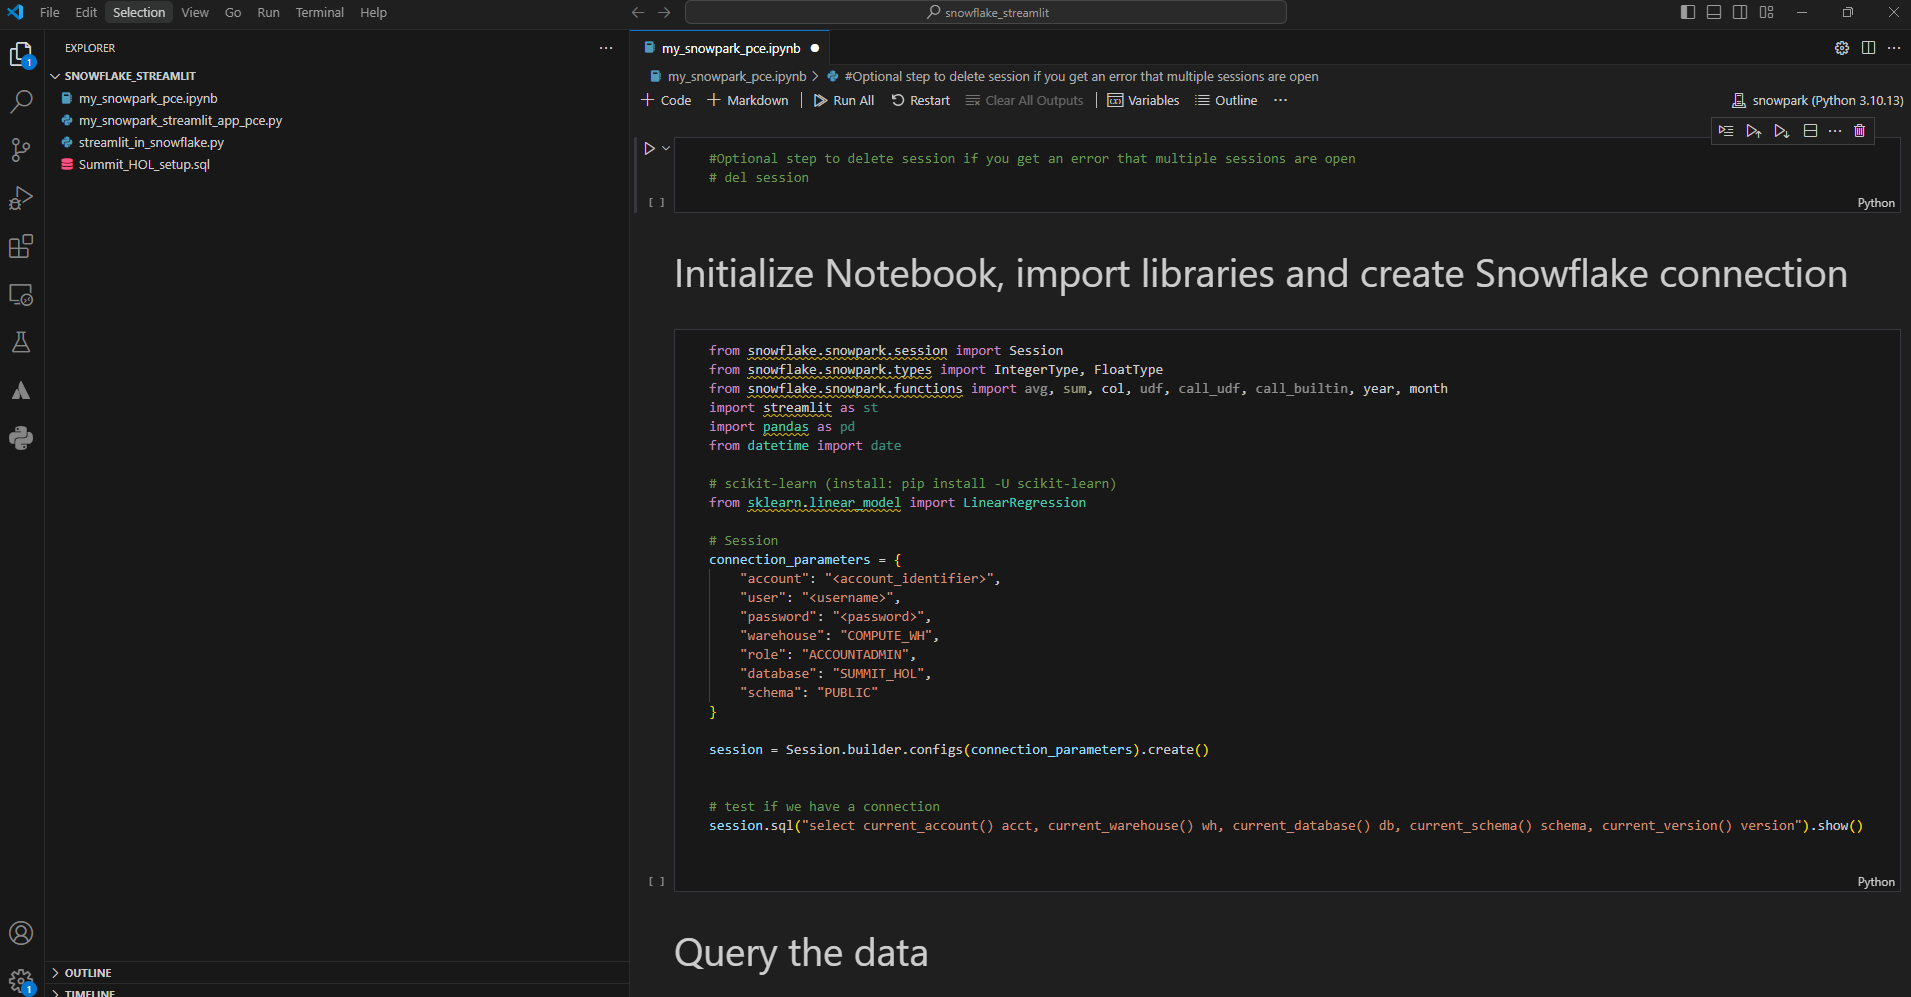 File Edit Selection View Go Run Terminal Help
snowflake_streamlit
EXPLORER
SNOWFLAKE_STREAMLIT
my_snowpark_pce.ipynb
my_snowpark_streamlit_app_pce.py
streamlit_in_snowflake.py
Summit_HOL_setup.sql
OUTLINE
TIMELINE
1
1
my_snowpark_pce.ipynb
my_snowpark_pce.ipynb > #Optional step to delete session if you get an error that multiple sessions are open
+ Code + Markdown | Run All Restart Clear All Outputs | Variables Outline ...
snowpark (Python 3.10.13)
#Optional step to delete session if you get an error that multiple sessions are open
# del session
[ ]
Python
Initialize Notebook, import libraries and create Snowflake connection
from snowflake.snowpark.session import Session
from snowflake.snowpark.types import IntegerType, FloatType
from snowflake.snowpark.functions import avg, sum, col, udf, call_udf, call_builtin, year, month
import streamlit as st
import pandas as pd
from datetime import date
# scikit-learn (install: pip install -U scikit-learn)
from sklearn.linear_model import LinearRegression
# Session
connection_parameters = {
"account": "<account_identifier>",
"user": "<username>",
"password": "<password>",
"warehouse": "COMPUTE_WH",
"role": "ACCOUNTADMIN",
"database": "SUMMIT_HOL",
"schema": "PUBLIC"
}
session = Session.builder.configs(connection_parameters).create()
# test if we have a connection
session.sql("select current_account() acct, current_warehouse() wh, current_database() db, current_schema() schema, current_version() version").show()
[ ]
Python
Query the data